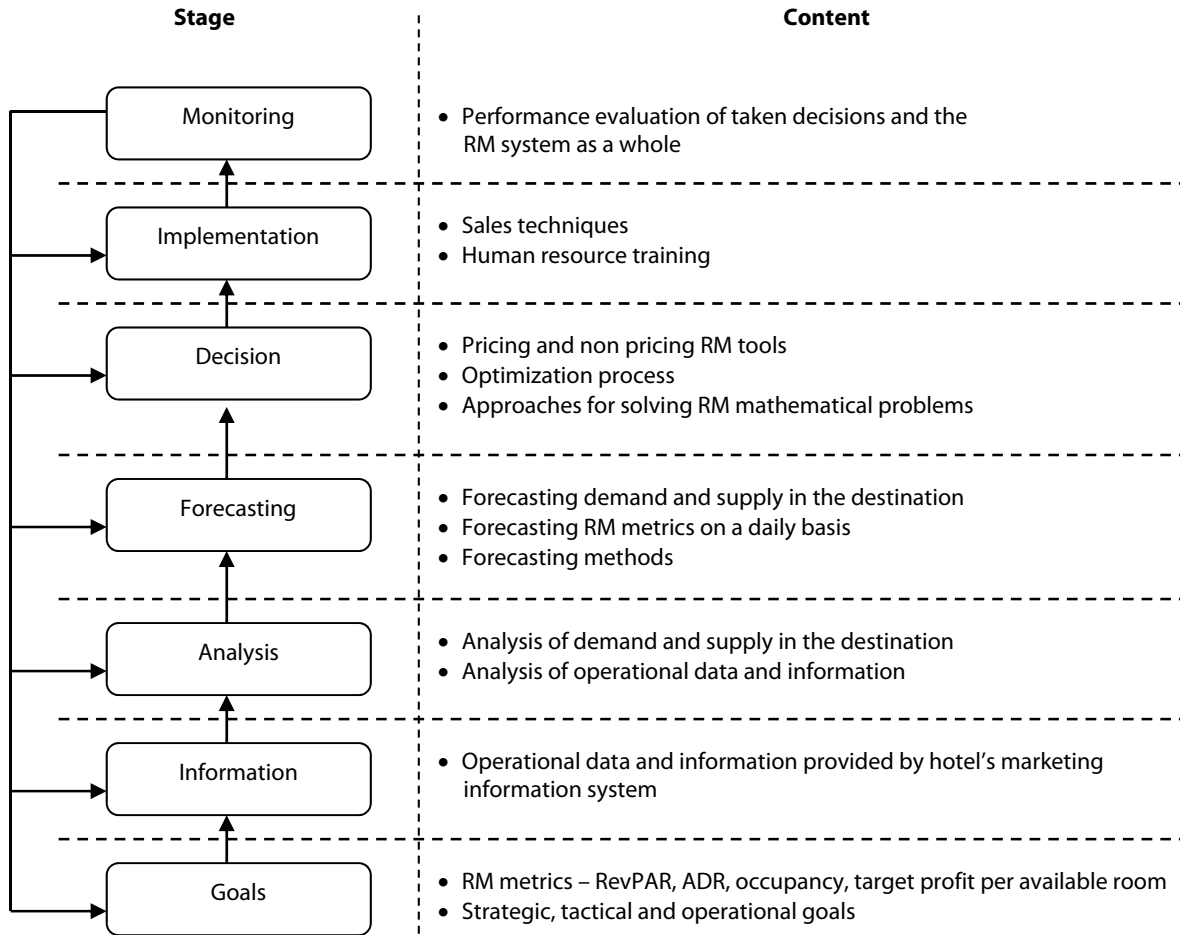 Stage
Content
Monitoring
• Performance evaluation of taken decisions and the
RM system as a whole
Implementation
• Sales techniques
• Human resource training
Decision
• Pricing and non pricing RM tools
• Optimization process
• Approaches for solving RM mathematical problems
Forecasting
• Forecasting demand and supply in the destination
• Forecasting RM metrics on a daily basis
• Forecasting methods
Analysis
• Analysis of demand and supply in the destination
• Analysis of operational data and information
Information
• Operational data and information provided by hotel’s marketing
information system
Goals
• RM metrics – RevPAR, ADR, occupancy, target profit per available room
• Strategic, tactical and operational goals